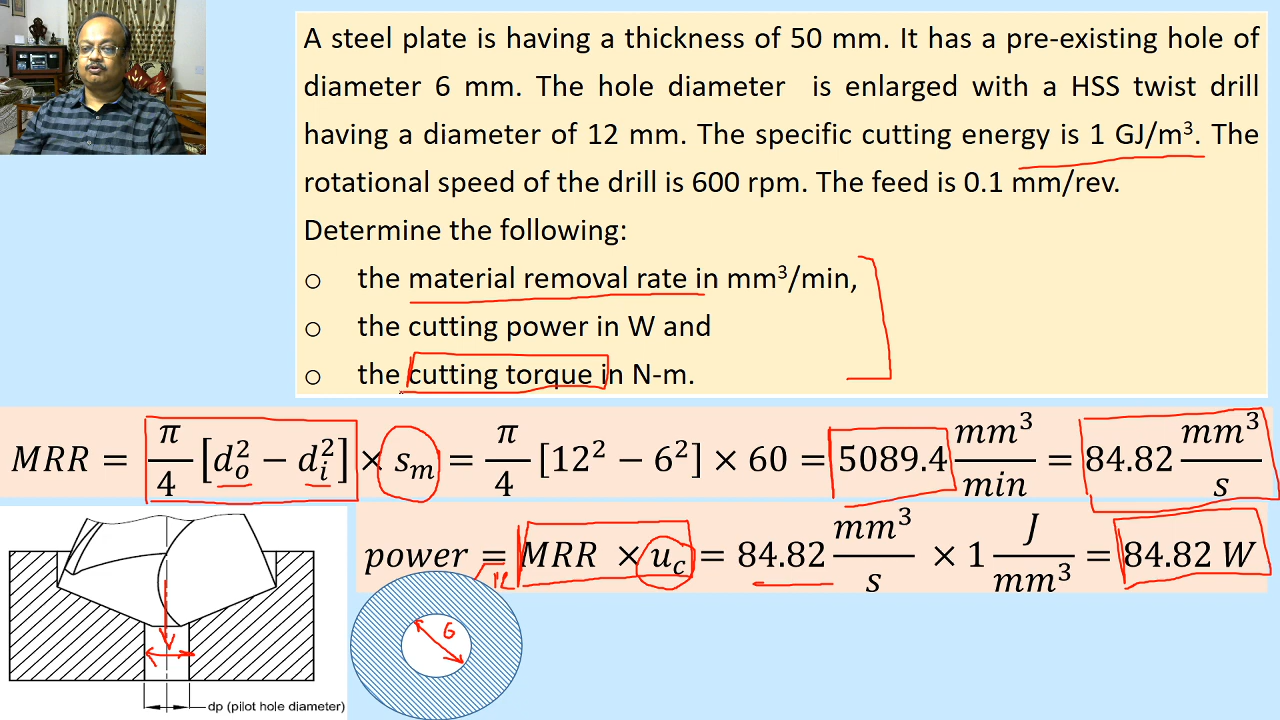 A steel plate is having a thickness of 50 mm. It has a pre-existing hole of
diameter 6 mm. The hole diameter is enlarged with a HSS twist drill
having a diameter of 12 mm. The specific cutting energy is 1 GJ/m³. The
rotational speed of the drill is 600 rpm. The feed is 0.1 mm/rev.
Determine the following:
o the material removal rate in mm³/min,
o the cutting power in W and
o the cutting torque in N-m.
MRR = π/4 [d_o² − d_i²] × s_m = π/4 [12² − 6²] × 60 = 5089.4 mm³/min = 84.82 mm³/s
power = MRR × u_c = 84.82 mm³/s × 1 J/mm³ = 84.82 W
6
dp (pilot hole diameter)